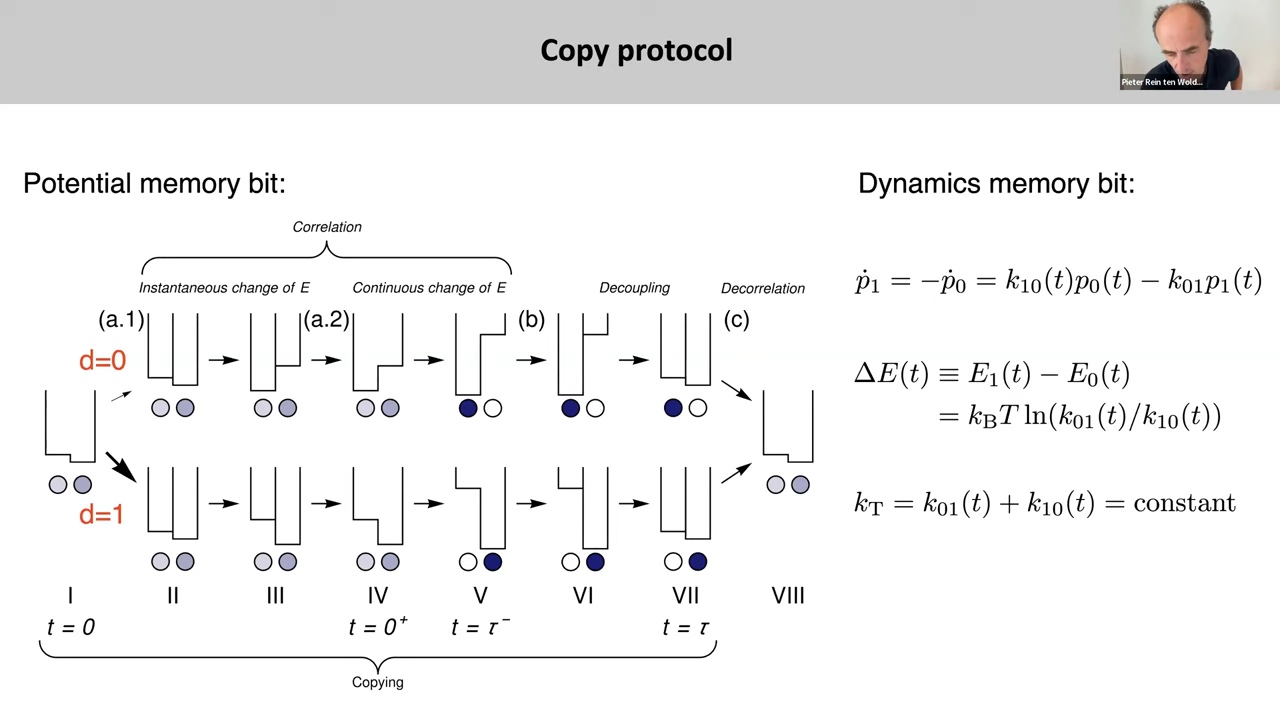 Copy protocol
Pieter Rein ten Wold...
Potential memory bit:
Dynamics memory bit:
Correlation
Instantaneous change of E
Continuous change of E
Decoupling
Decorrelation
(a.1)
(a.2)
(b)
(c)
d=0
d=1
I
II
III
IV
V
VI
VII
VIII
t = 0
t = 0⁺
t = τ⁻
t = τ
Copying
ṗ₁ = −ṗ₀ = k₁₀(t)p₀(t) − k₀₁p₁(t)
ΔE(t) ≡ E₁(t) − E₀(t)
= k_B T ln(k₀₁(t)/k₁₀(t))
k_T = k₀₁(t) + k₁₀(t) = constant